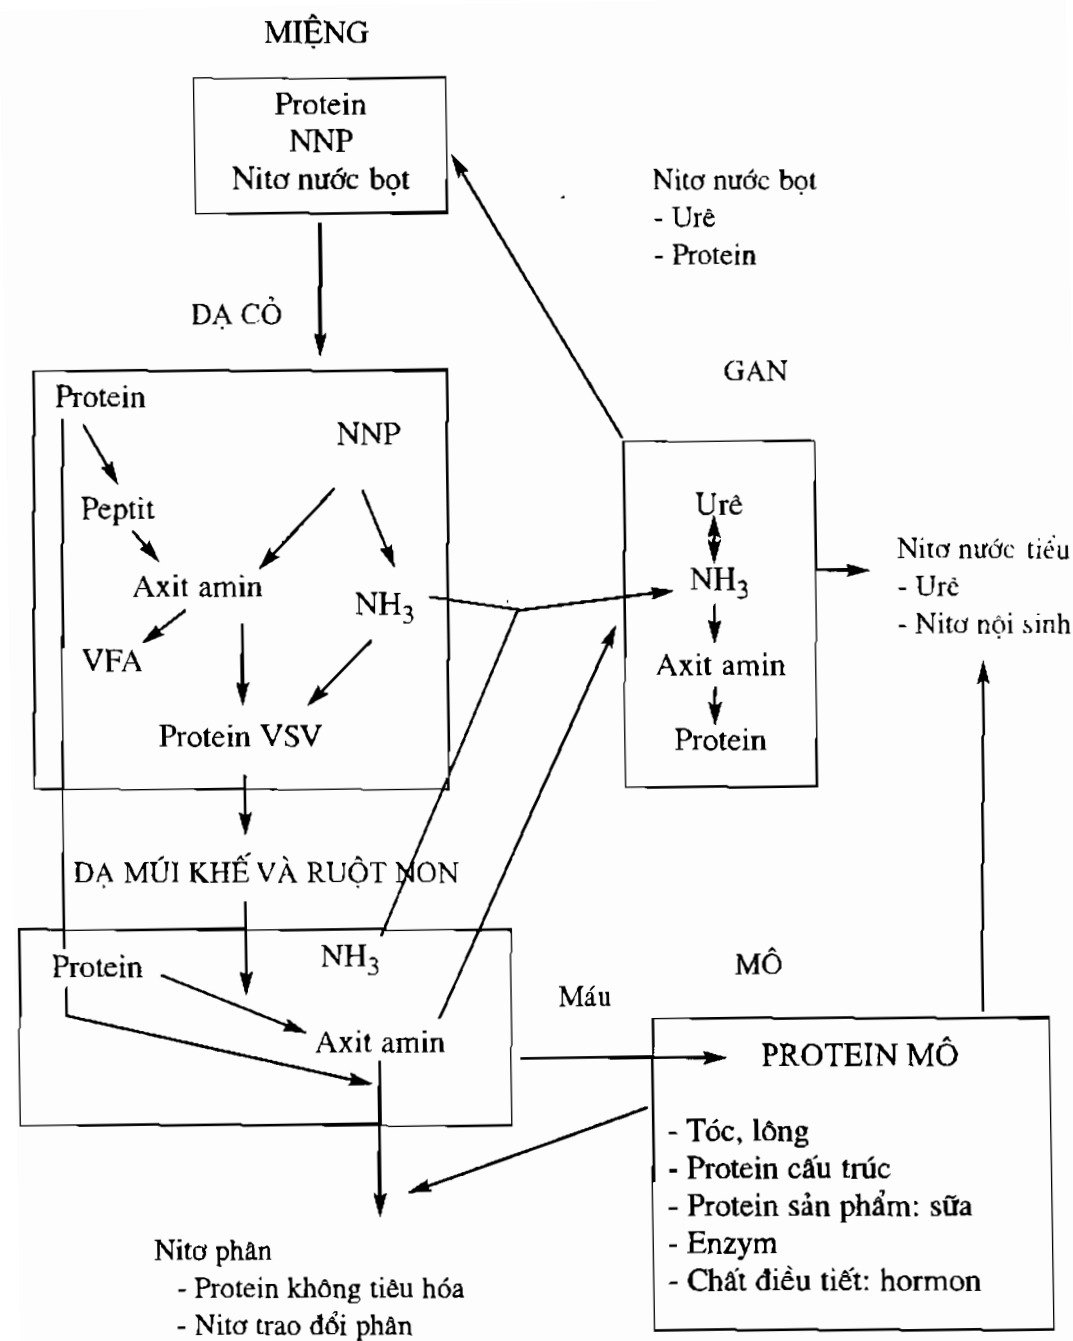 MIỆNG
Protein
NNP
Nitơ nước bọt
Nitơ nước bọt
- Urê
- Protein
DẠ CỎ
GAN
Protein
NNP
Peptit
Axit amin
NH3
VFA
Protein VSV
Urê
NH3
Axit amin
Protein
Nitơ nước tiểu
- Urê
- Nitơ nội sinh
DẠ MÚI KHẾ VÀ RUỘT NON
Protein
NH3
Axit amin
Máu
MÔ
PROTEIN MÔ
- Tóc, lông
- Protein cấu trúc
- Protein sản phẩm: sữa
- Enzym
- Chất điều tiết: hormon
Nitơ phân
- Protein không tiêu hóa
- Nitơ trao đổi phân